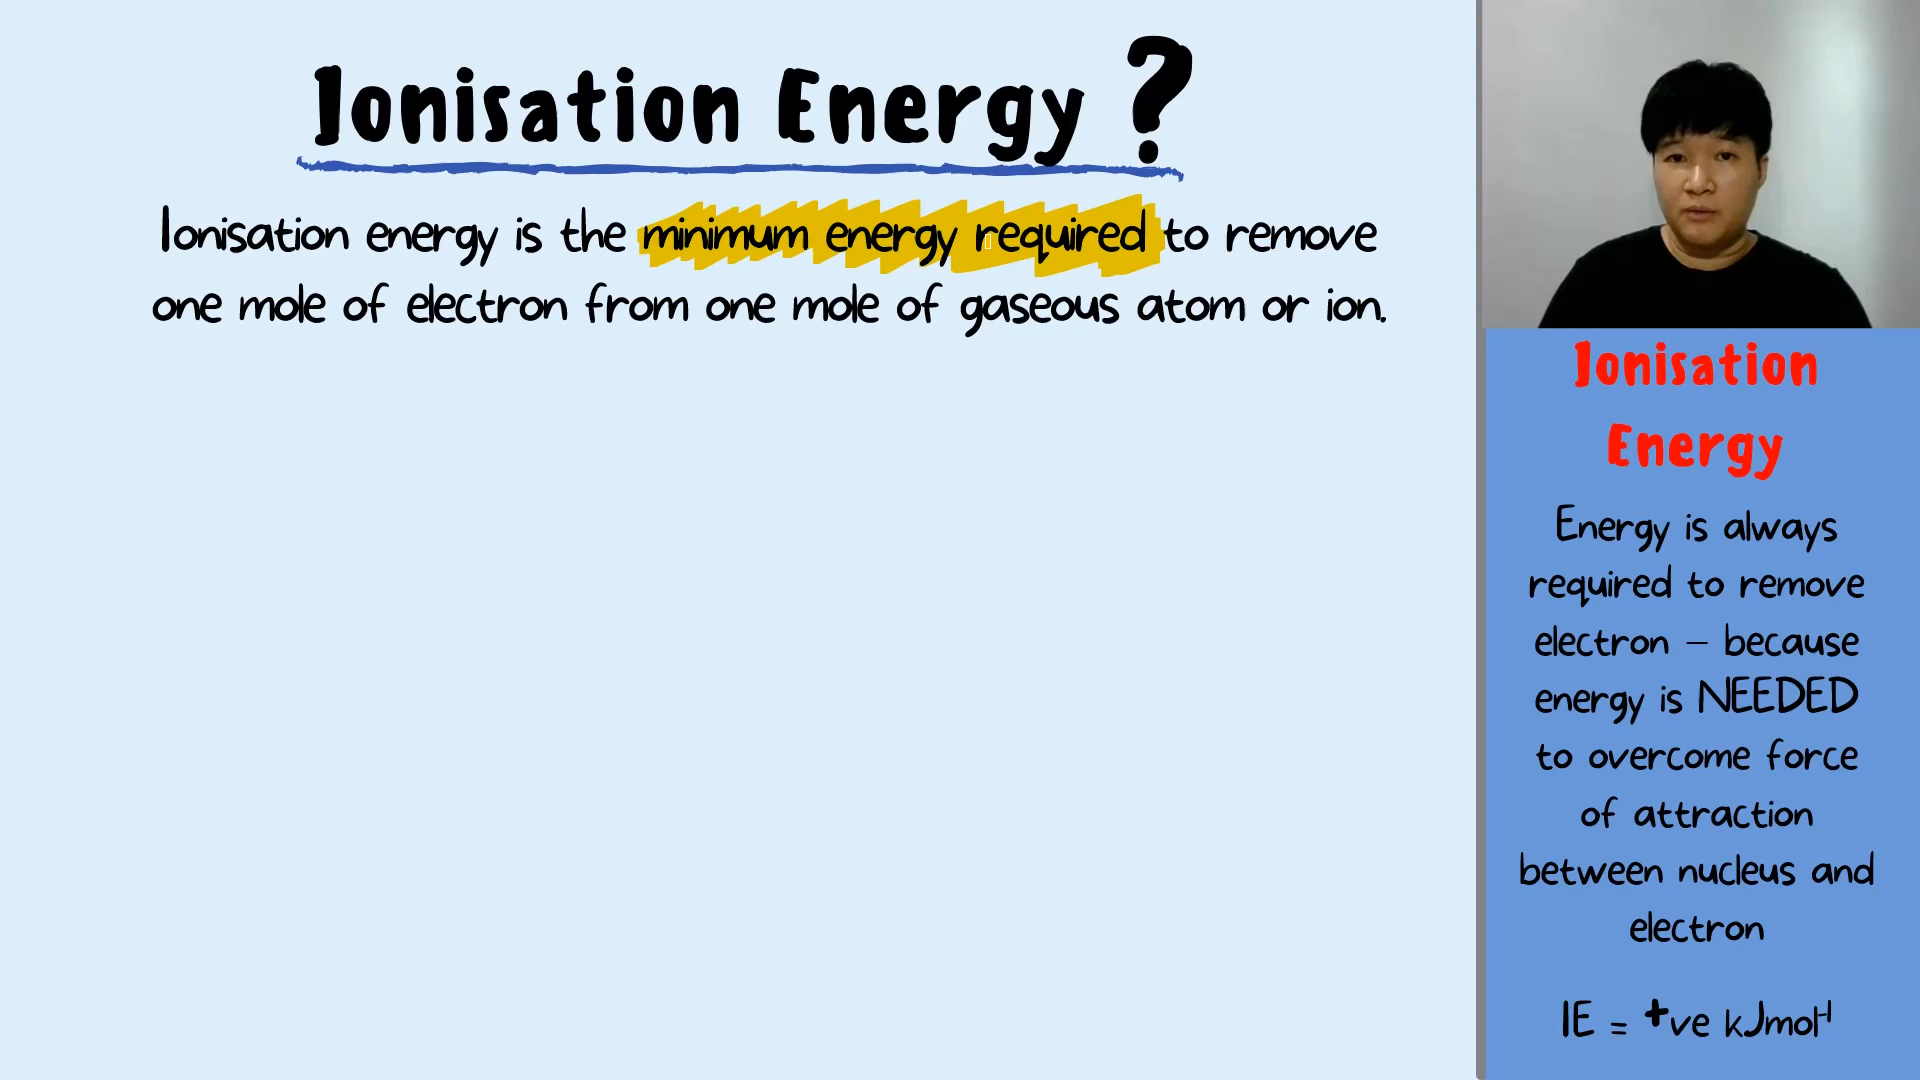 Ionisation Energy ?
Ionisation energy is the minimum energy required to remove
one mole of electron from one mole of gaseous atom or ion.
Ionisation
Energy
Energy is always
required to remove
electron – because
energy is NEEDED
to overcome force
of attraction
between nucleus and
electron
IE = +ve kJmol⁻¹